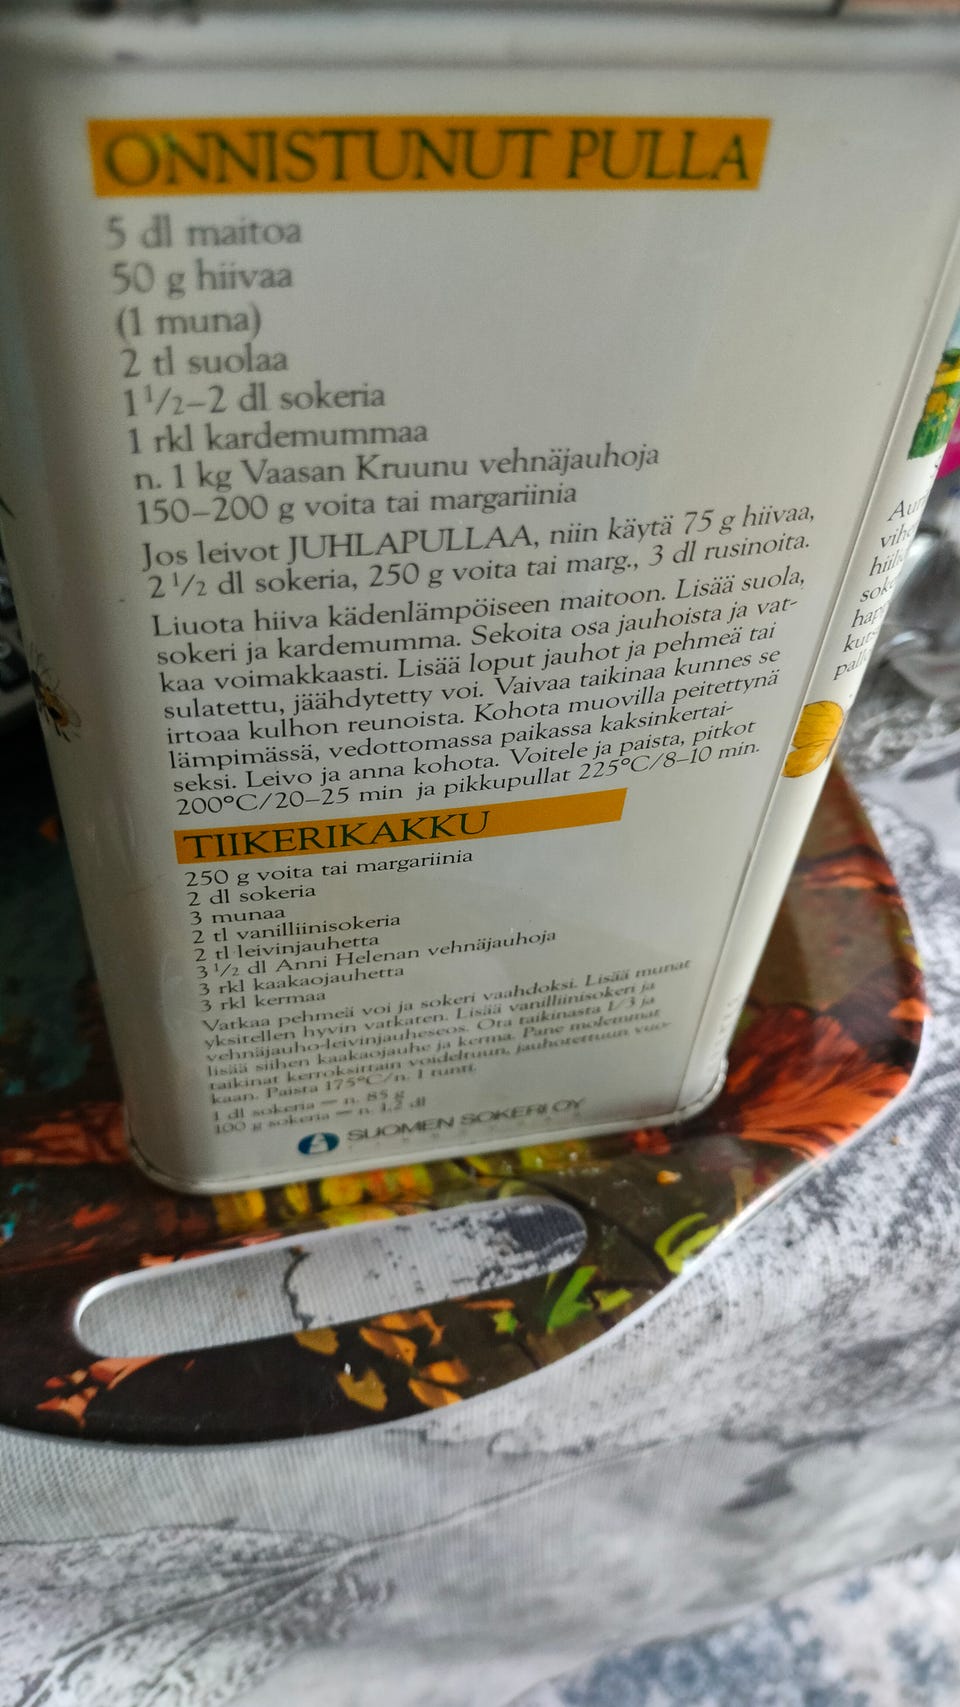 ONNISTUNUT PULLA
5 dl maitoa
50 g hiivaa
(1 muna)
2 tl suolaa
1 1/2–2 dl sokeria
1 rkl kardemummaa
n. 1 kg Vaasan Kruunu vehnäjauhoja
150–200 g voita tai margariinia
Jos leivot JUHLAPULLAA, niin käytä 75 g hiivaa,
2 1/2 dl sokeria, 250 g voita tai marg., 3 dl rusinoita.
Liuota hiiva kädenlämpöiseen maitoon. Lisää suola,
sokeri ja kardemumma. Sekoita osa jauhoista ja vat-
kaa voimakkaasti. Lisää loput jauhot ja pehmeä tai
sulatettu, jäähdytetty voi. Vaivaa taikinaa kunnes se
irtoaa kulhon reunoista. Kohota muovilla peitettynä
lämpimässä, vedottomassa paikassa kaksinkertai-
seksi. Leivo ja anna kohota. Voitele ja paista, pitkot
200°C/20–25 min ja pikkupullat 225°C/8–10 min.
TIIKERIKAKKU
250 g voita tai margariinia
2 dl sokeria
3 munaa
2 tl vanilliinisokeria
2 tl leivinjauhetta
3 1/2 dl Anni Helenan vehnäjauhoja
3 rkl kaakaojauhetta
3 rkl kermaa
Vatkaa pehmeä voi ja sokeri vaahdoksi. Lisää munat
yksitellen hyvin vatkaten. Lisää vanilliinisokeri ja
vehnäjauho-leivinjauheseos. Ota taikinasta 1/3 ja
lisää siihen kaakaojauhe ja kerma. Pane molemmat
taikinat kerroksittain voideltuun, jauhotettuun vuo-
kaan. Paista 175°C/n. 1 tunti.
1 dl sokeria — n. 85 g
100 g sokeria — n. 1,2 dl
SUOMEN SOKERI OY